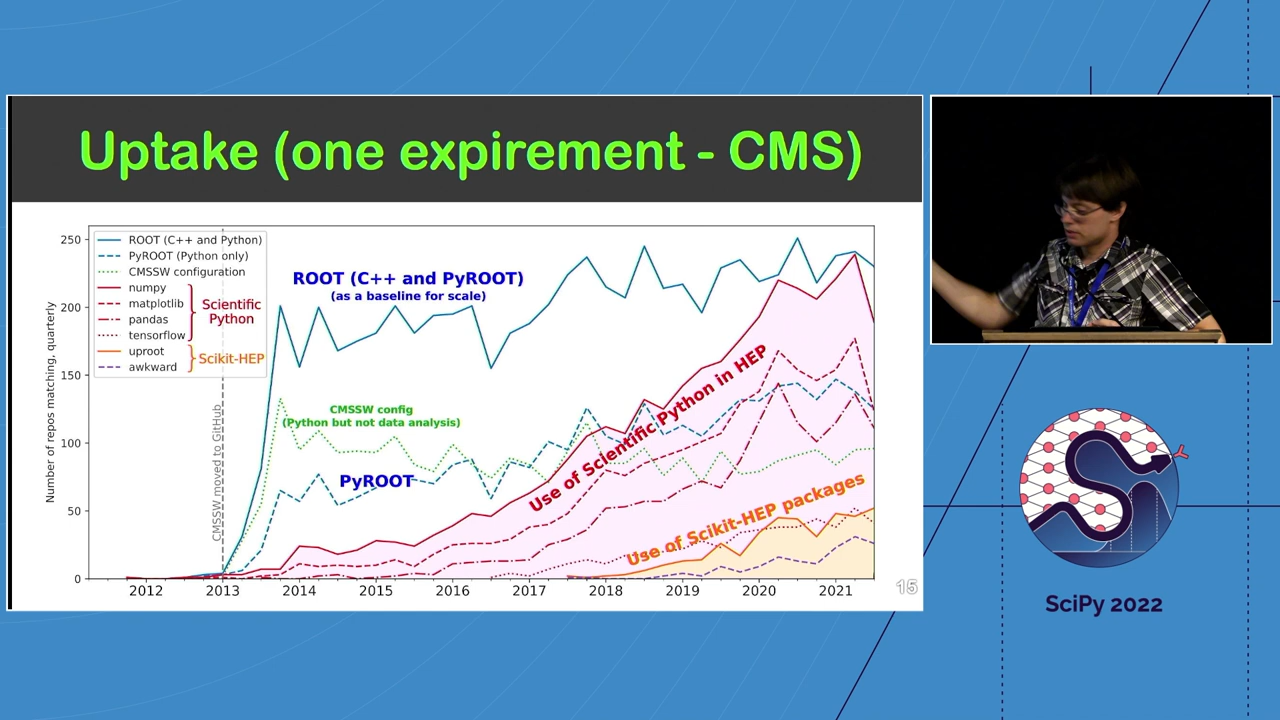 Uptake (one expirement - CMS)
Number of repos matching, quarterly
250
200
150
100
50
0
ROOT (C++ and Python)
PyROOT (Python only)
CMSSW configuration
numpy
matplotlib
pandas
tensorflow
uproot
awkward
Scientific
Python
Scikit-HEP
CMSSW moved to GitHub
ROOT (C++ and PyROOT)
(as a baseline for scale)
CMSSW config
(Python but not data analysis)
PyROOT
Use of Scientific Python in HEP
Use of Scikit-HEP packages
2012
2013
2014
2015
2016
2017
2018
2019
2020
2021
15
SciPy 2022